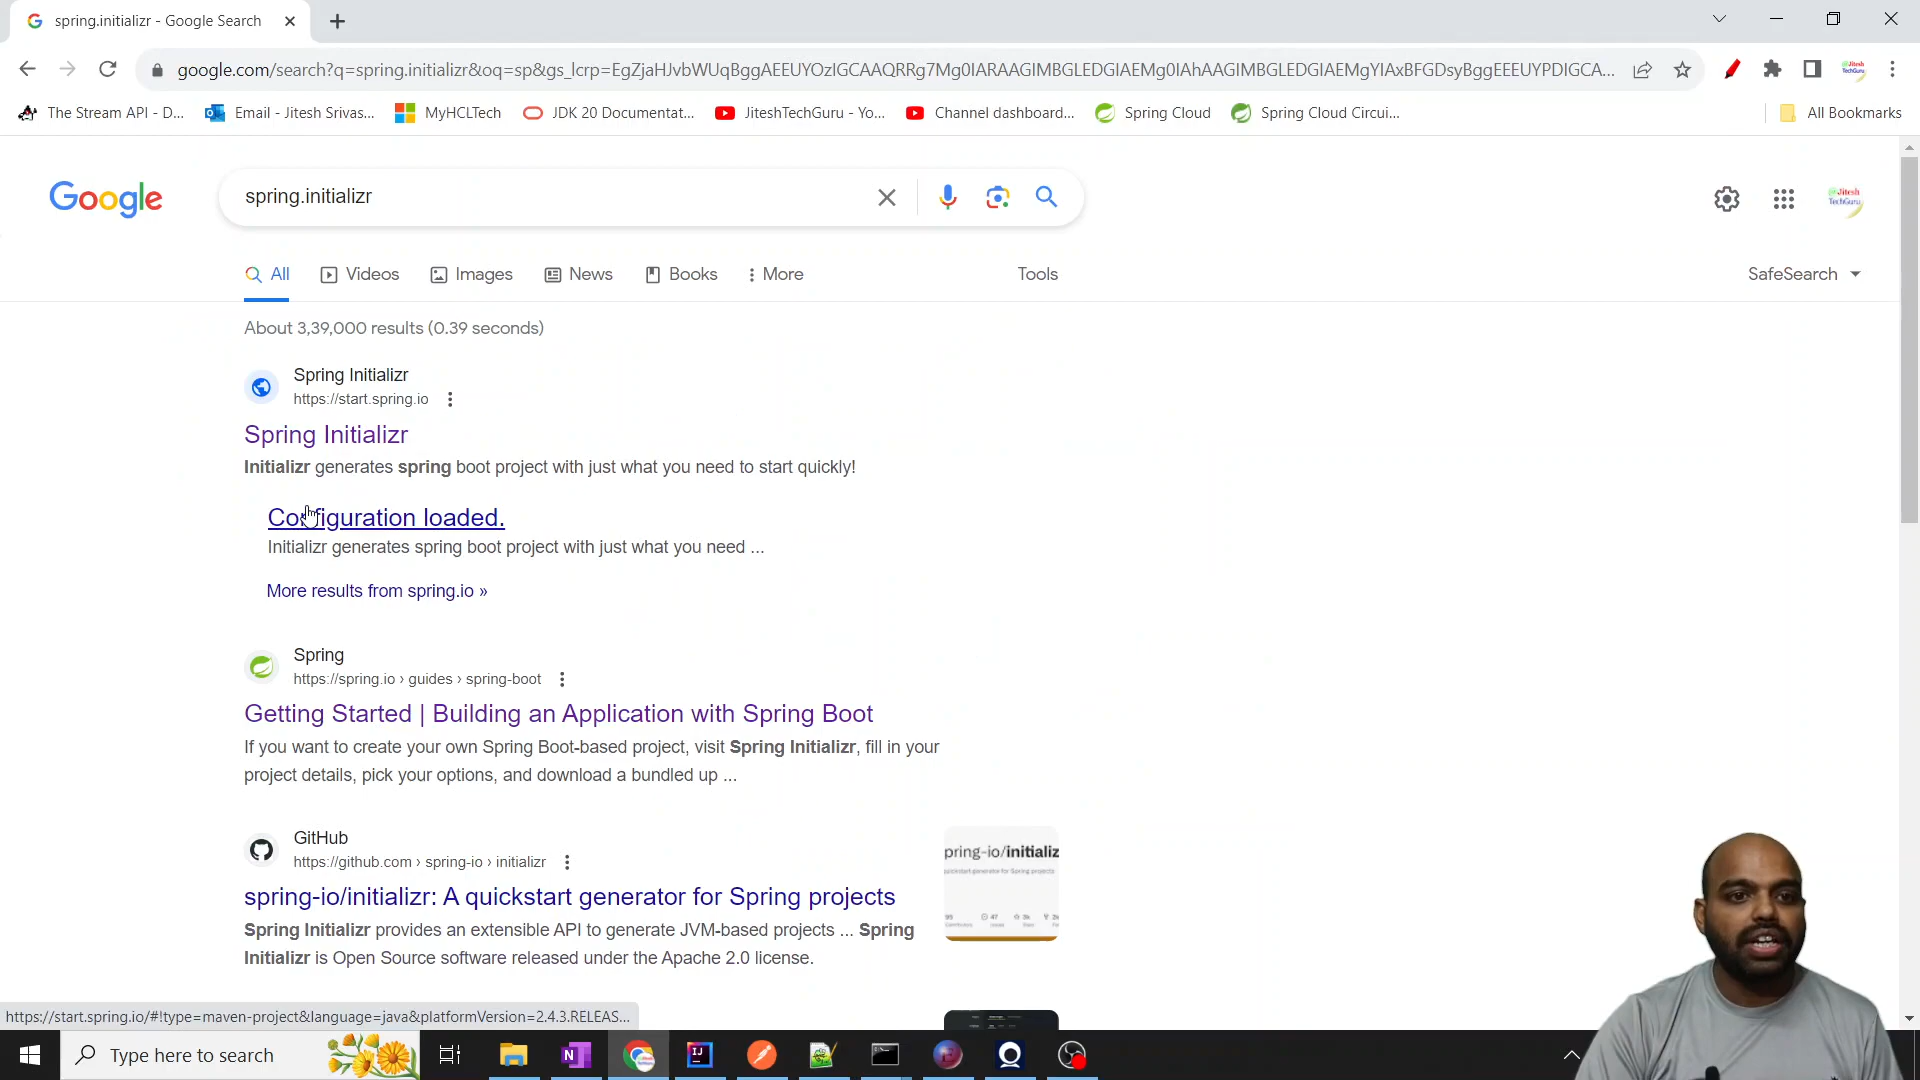 spring.initializr - Google Search
google.com/search?q=spring.initializr&oq=sp&gs_lcrp=EgZjaHJvbWUqBggAEEUYOzIGCAAQRRg7Mg0IARAAGIMBGLEDGIAEMg0IAhAAGIMBGLEDGIAEMgYIAxBFGDsyBggEEEUYPDIGCA...
The Stream API - D...
Email - Jitesh Srivas...
MyHCLTech
JDK 20 Documentat...
JiteshTechGuru - Yo...
Channel dashboard...
Spring Cloud
Spring Cloud Circui...
All Bookmarks
Google
spring.initializr
Jitesh
TechGuru
All
Videos
Images
News
Books
More
Tools
SafeSearch
About 3,39,000 results (0.39 seconds)
Spring Initializr
https://start.spring.io
Spring Initializr
Initializr generates spring boot project with just what you need to start quickly!
Configuration loaded.
Initializr generates spring boot project with just what you need ...
More results from spring.io »
Spring
https://spring.io › guides › spring-boot
Getting Started | Building an Application with Spring Boot
If you want to create your own Spring Boot-based project, visit Spring Initializr, fill in your
project details, pick your options, and download a bundled up ...
GitHub
https://github.com › spring-io › initializr
spring-io/initializr: A quickstart generator for Spring projects
Spring Initializr provides an extensible API to generate JVM-based projects ... Spring
Initializr is Open Source software released under the Apache 2.0 license.
pring-io/initializ
https://start.spring.io/#!type=maven-project&language=java&platformVersion=2.4.3.RELEAS...
Type here to search